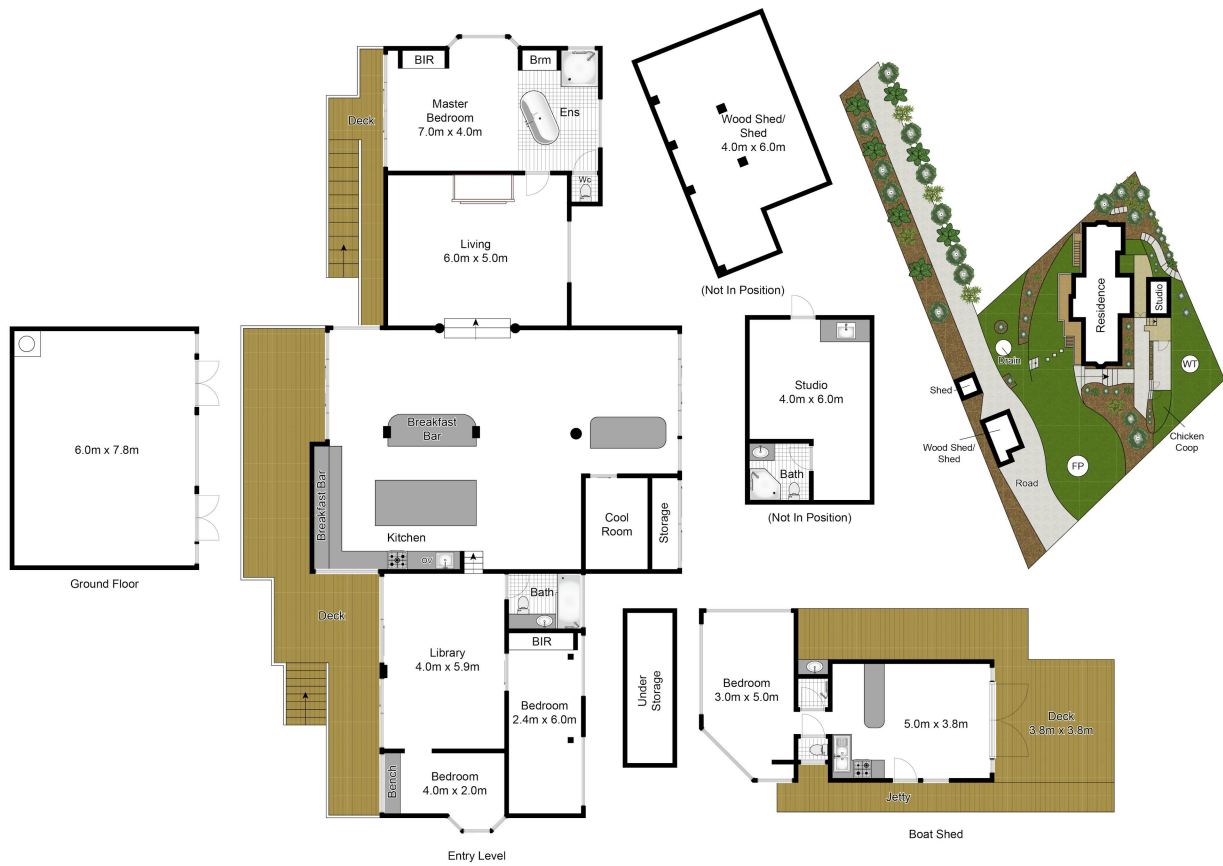 BIR
Brm
Master
Bedroom
7.0m x 4.0m
Ens
Deck
Wc
Living
6.0m x 5.0m
Wood Shed/
Shed
4.0m x 6.0m
(Not In Position)
Residence
Studio
Drain
WT
Shed
Wood Shed/
Shed
Chicken
Coop
FP
Road
6.0m x 7.8m
Ground Floor
Breakfast
Bar
Breakfast Bar
Kitchen
OV
Cool
Room
Storage
Studio
4.0m x 6.0m
Bath
(Not In Position)
Deck
Bath
Library
4.0m x 5.9m
BIR
Bedroom
2.4m x 6.0m
Bench
Bedroom
4.0m x 2.0m
Entry Level
Under
Storage
Bedroom
3.0m x 5.0m
5.0m x 3.8m
Deck
3.8m x 3.8m
Jetty
Boat Shed